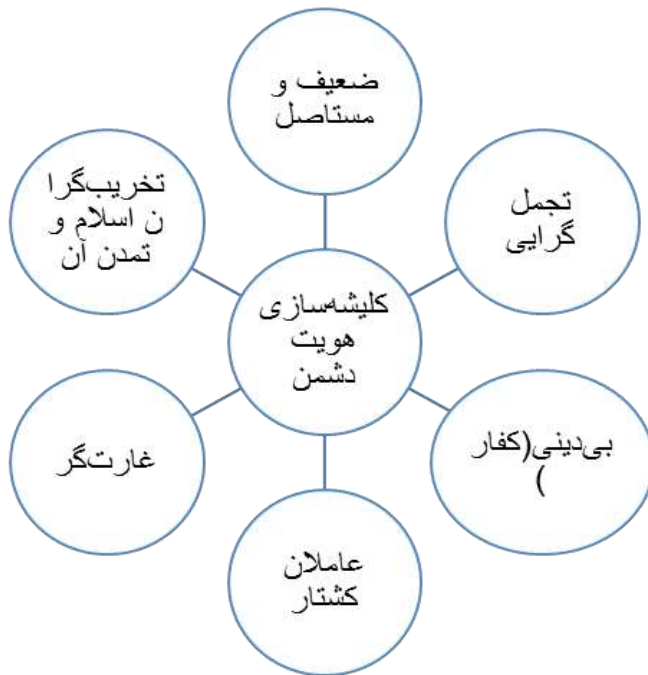 ضعیف و
مستاصل
تجمل
گرایی
بی‌دینی(کفار
)
عاملان
کشتار
غارت‌گر
تخریب‌گرا
ن اسلام و
تمدن آن
کلیشه‌سازی
هویت
دشمن